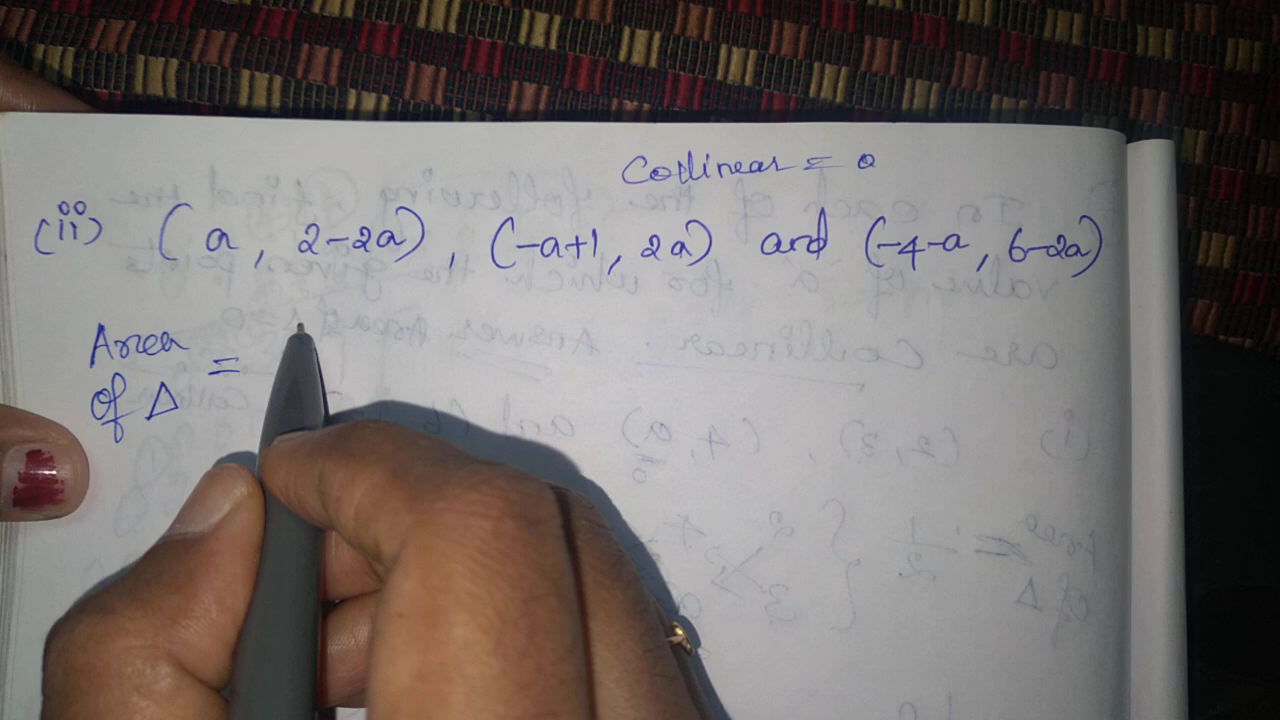 Collinear = 0
(ii) (a, 2-2a), (-a+1, 2a) and (-4-a, 6-2a)
Area
of Δ =